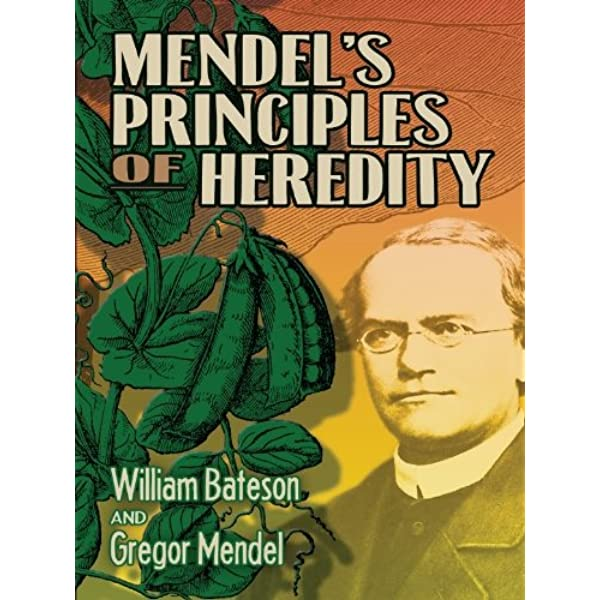 MENDEL'S
PRINCIPLES
OF HEREDITY
William Bateson
AND
Gregor Mendel